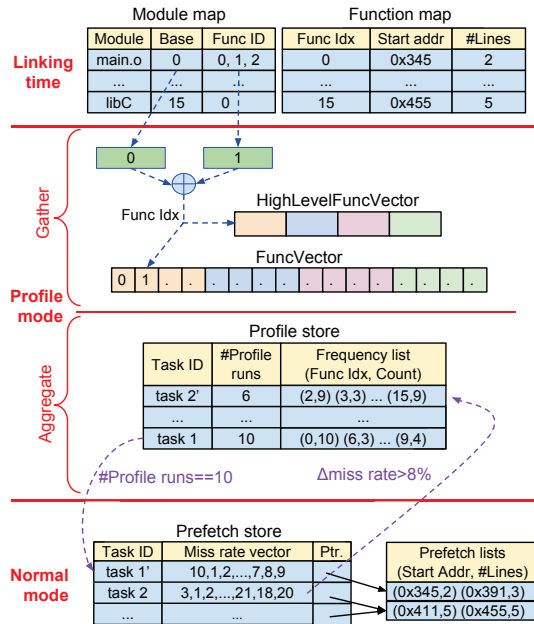 Module map
Function map
Module Base Func ID
Func Idx Start addr #Lines
main.o 0 0, 1, 2
0 0x345 2
... ... ...
... ... ...
libC 15 0
15 0x455 5
Linking
time
Gather
0 1
Func Idx
HighLevelFuncVector
FuncVector
0 1 . . . . . . . . . . . . . .
Profile
mode
Aggregate
Profile store
Task ID #Profile runs Frequency list (Func Idx, Count)
task 2' 6 (2,9) (3,3) ... (15,9)
... ... ...
task 1 10 (0,10) (6,3) ... (9,4)
#Profile runs==10
Δmiss rate>8%
Normal
mode
Prefetch store
Task ID Miss rate vector Ptr.
task 1' 10,1,2,...,7,8,9
task 2 3,1,2,...,21,18,20
... ...
Prefetch lists
(Start Addr, #Lines)
(0x345,2) (0x391,3)
(0x411,5) (0x455,5)